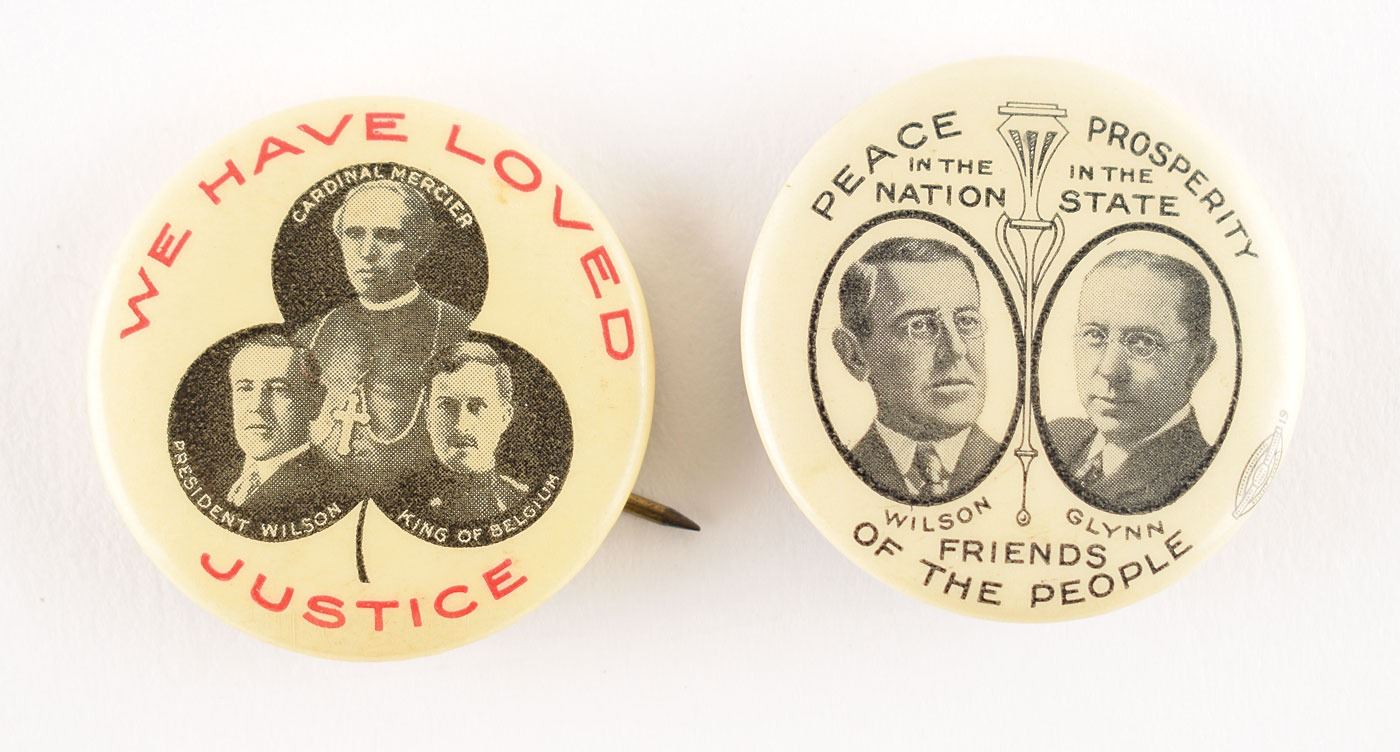 WE HAVE LOVED
CARDINAL MERCIER
PRESIDENT WILSON
KING OF BELGIUM
JUSTICE
PEACE
IN THE
NATION
PROSPERITY
IN THE
STATE
WILSON
GLYNN
FRIENDS
OF THE PEOPLE
19